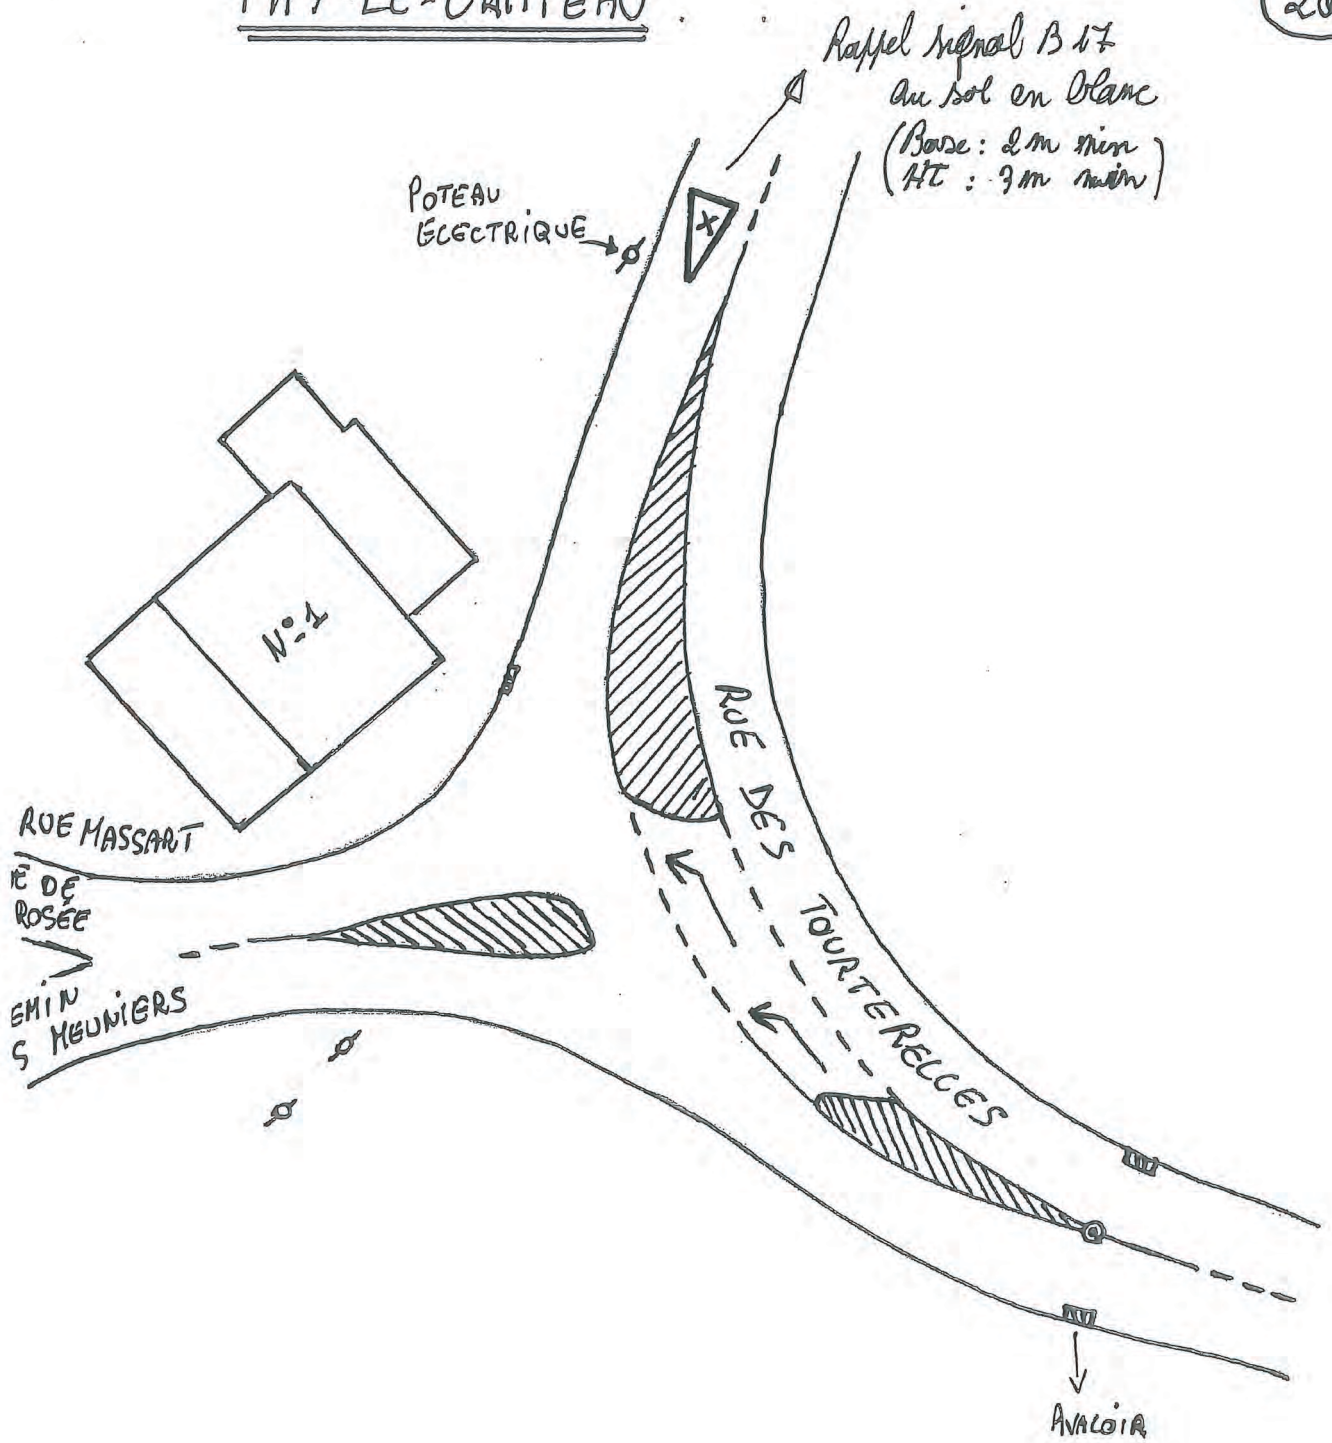 Rappel signal B 17
au sol en blanc
(Base: 2m min
HT : 3m min)
POTEAU
ELECTRIQUE
N° 1
RUE MASSART
E DE
ROSÉE
EMIN
S MEUNIERS
RUE DES TOURTERELLES
AVALOIR